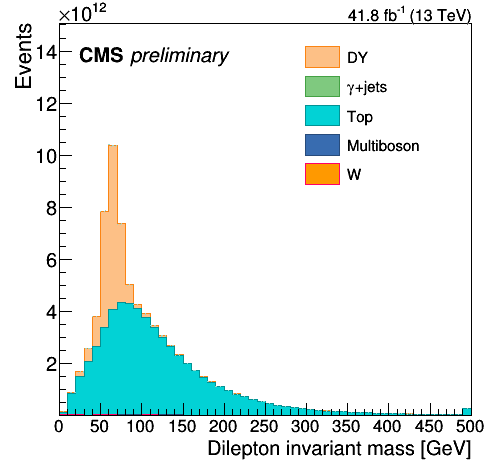 ×10¹² 41.8 fb⁻¹ (13 TeV)
Events
CMS preliminary
DY
γ+jets
Top
Multiboson
W
14
12
10
8
6
4
2
0 50 100 150 200 250 300 350 400 450 500
Dilepton invariant mass [GeV]